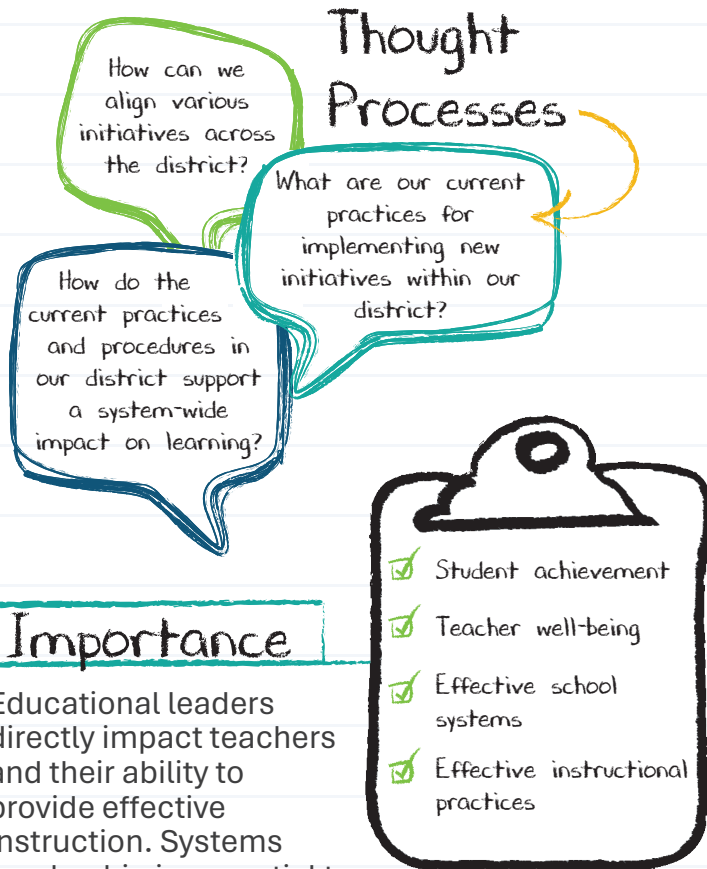 Thought
Processes
How can we
align various
initiatives across
the district?
What are our current
practices for
implementing new
initiatives within our
district?
How do the
current practices
and procedures in
our district support
a system-wide
impact on learning?
Student achievement
Teacher well-being
Effective school
systems
Effective instructional
practices
Importance
Educational leaders
directly impact teachers
and their ability to
provide effective
instruction. Systems